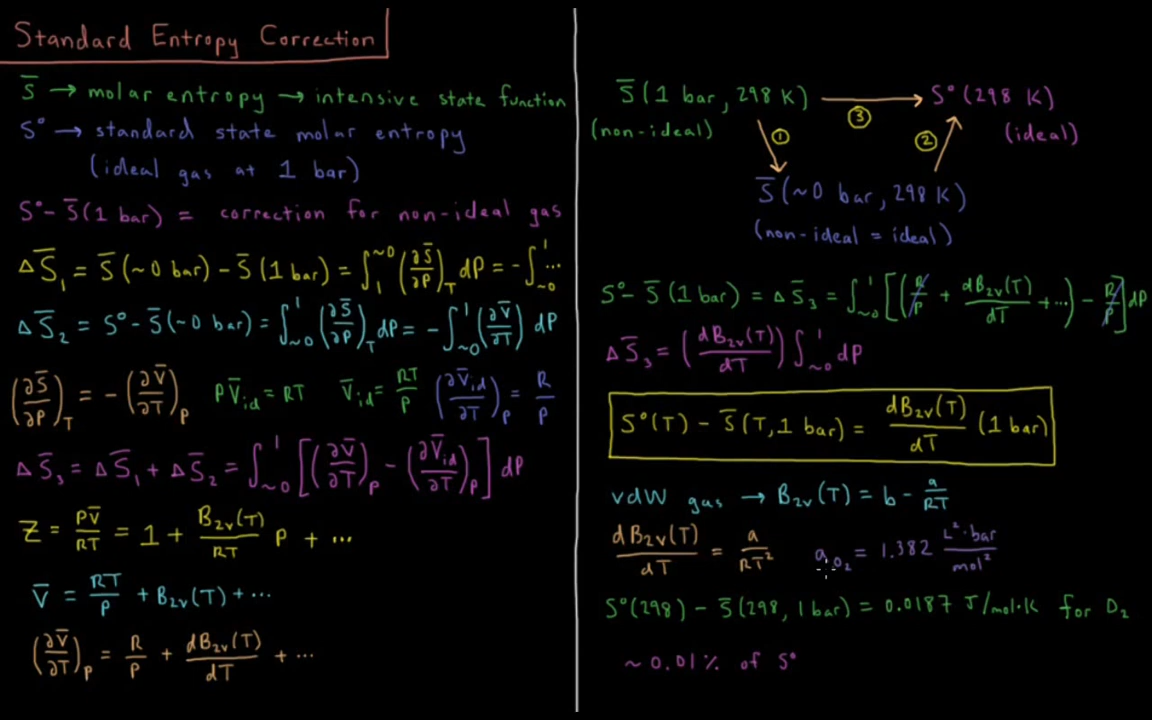 Standard Entropy Correction
S̄ → molar entropy → intensive state function
S° → standard state molar entropy
(ideal gas at 1 bar)
S° - S̄(1 bar) = correction for non-ideal gas
ΔS̄₁ = S̄(~0 bar) - S̄(1 bar) = ∫₁^~0 (∂S̄/∂P)_T dP = -∫_~0^1 ...
ΔS̄₂ = S° - S̄(~0 bar) = ∫_~0^1 (∂S̄/∂P)_T dP = -∫_~0^1 (∂V̄/∂T) dP
(∂S̄/∂P)_T = -(∂V̄/∂T)_P PV̄_id = RT V̄_id = RT/P (∂V̄_id/∂T)_P = R/P
ΔS̄₃ = ΔS̄₁ + ΔS̄₂ = ∫_~0^1 [(∂V̄/∂T)_P - (∂V̄_id/∂T)_P] dP
Z = PV̄/RT = 1 + B₂ᵥ(T)/RT P + ...
V̄ = RT/P + B₂ᵥ(T) + ...
(∂V̄/∂T)_P = R/P + dB₂ᵥ(T)/dT + ...
S̄(1 bar, 298 K) → S°(298 K)
(non-ideal) ① ③ ② (ideal)
S̄(~0 bar, 298 K)
(non-ideal = ideal)
S° - S̄(1 bar) = ΔS̄₃ = ∫_~0^1 [(R/P + dB₂ᵥ(T)/dT + ...) - R/P] dP
ΔS̄₃ = (dB₂ᵥ(T)/dT) ∫_~0^1 dP
S°(T) - S̄(T, 1 bar) = dB₂ᵥ(T)/dT (1 bar)
vdW gas → B₂ᵥ(T) = b - a/RT
dB₂ᵥ(T)/dT = a/RT² a_O₂ = 1.382 L²·bar/mol²
S°(298) - S̄(298, 1 bar) = 0.0187 J/mol·K for O₂
~ 0.01% of S°